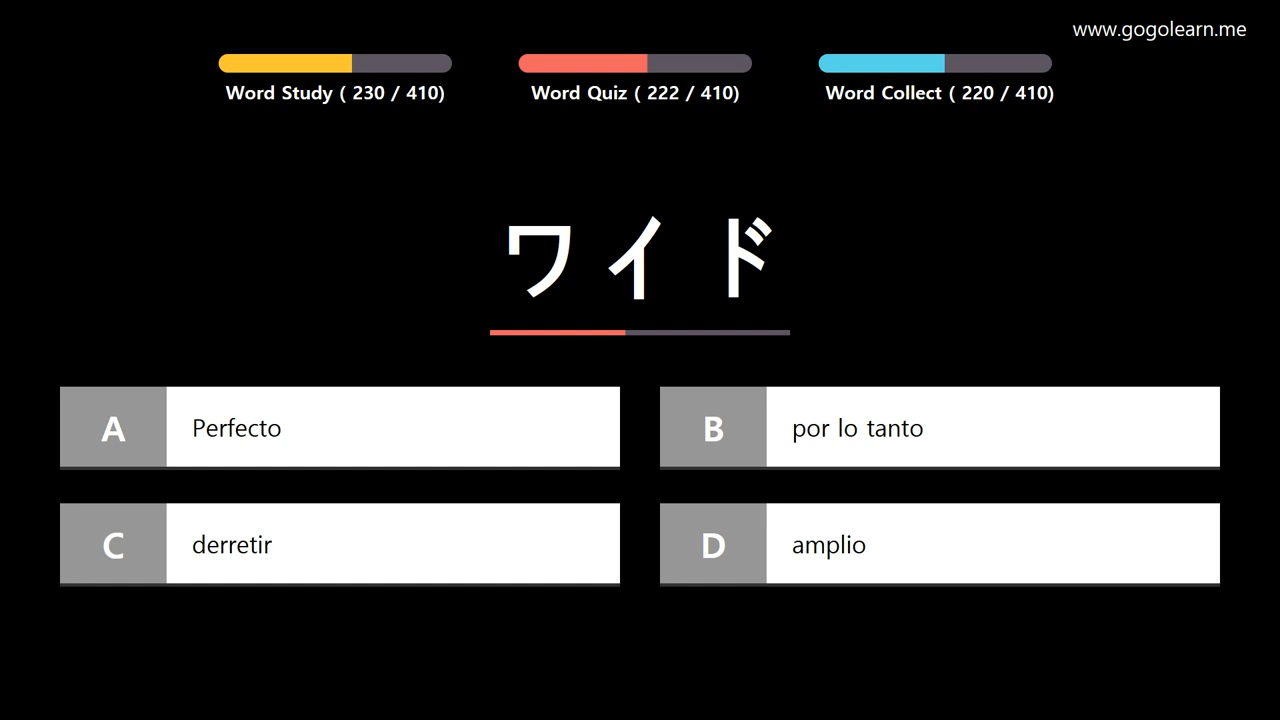 www.gogolearn.me
Word Study ( 230 / 410)
Word Quiz ( 222 / 410)
Word Collect ( 220 / 410)
ワイド
A Perfecto
B por lo tanto
C derretir
D amplio